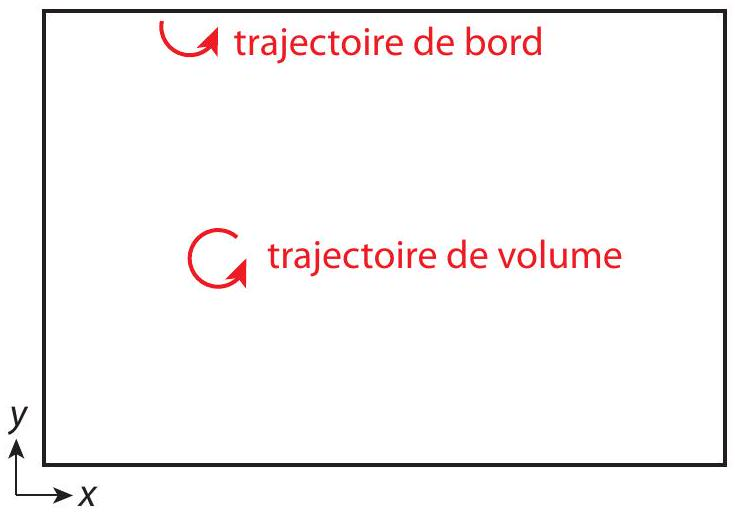 trajectoire de bord
trajectoire de volume
y
x